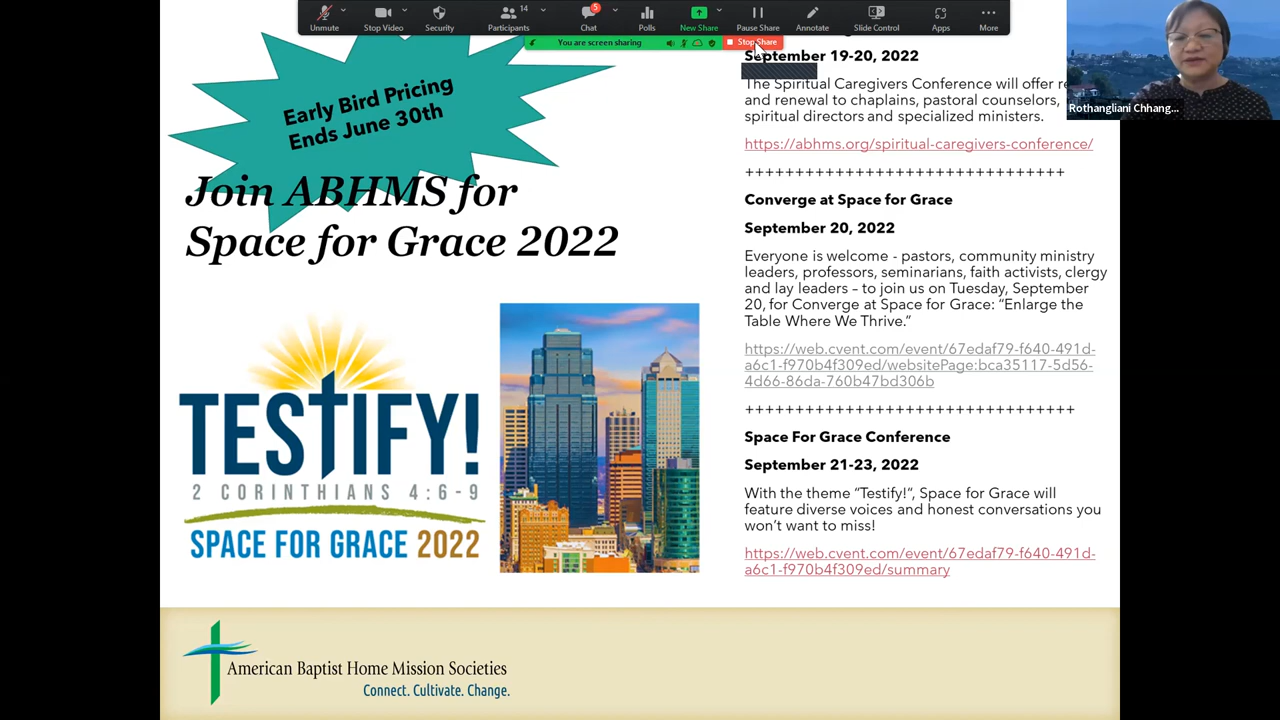 Unmute
Stop Video
Security
Participants
14
Chat
5
Polls
New Share
Pause Share
Annotate
Slide Control
Apps
More
You are screen sharing
Stop Share
Rothangliani Chhang...
Early Bird Pricing
Ends June 30th
Join ABHMS for
Space for Grace 2022
TESTIFY!
2 CORINTHIANS 4:6-9
SPACE FOR GRACE 2022
September 19-20, 2022
The Spiritual Caregivers Conference will offer
and renewal to chaplains, pastoral counselors,
spiritual directors and specialized ministers.
https://abhms.org/spiritual-caregivers-conference/
++++++++++++++++++++++++++++++++
Converge at Space for Grace
September 20, 2022
Everyone is welcome - pastors, community ministry
leaders, professors, seminarians, faith activists, clergy
and lay leaders – to join us on Tuesday, September
20, for Converge at Space for Grace: “Enlarge the
Table Where We Thrive.”
https://web.cvent.com/event/67edaf79-f640-491d-
a6c1-f970b4f309ed/websitePage:bca35117-5d56-
4d66-86da-760b47bd306b
+++++++++++++++++++++++++++++++++
Space For Grace Conference
September 21-23, 2022
With the theme “Testify!“, Space for Grace will
feature diverse voices and honest conversations you
won’t want to miss!
https://web.cvent.com/event/67edaf79-f640-491d-
a6c1-f970b4f309ed/summary
American Baptist Home Mission Societies
Connect. Cultivate. Change.